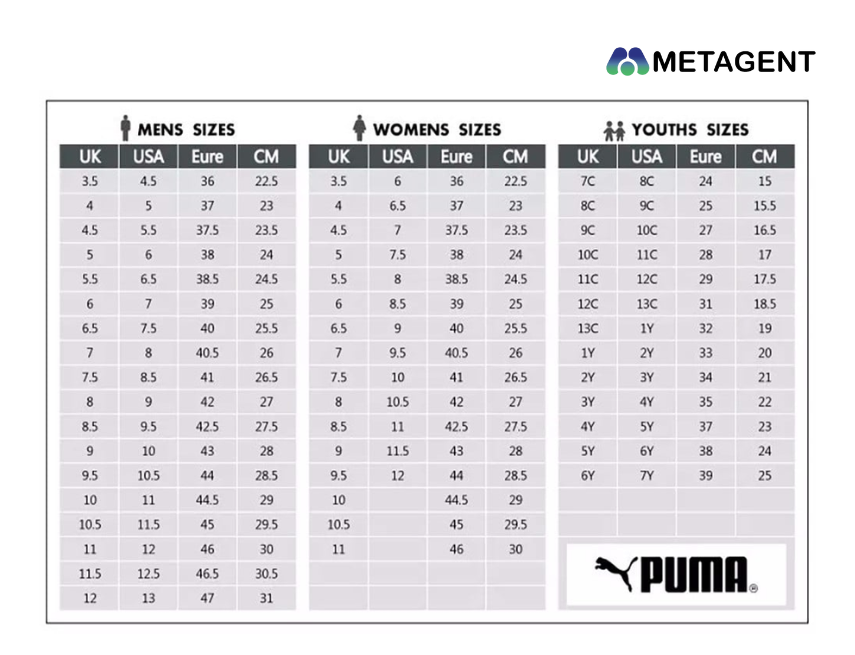 METAGENT
MENS SIZES WOMENS SIZES YOUTHS SIZES
UK USA Eure CM UK USA Eure CM UK USA Eure CM
3.5 4.5 36 22.5 3.5 6 36 22.5 7C 8C 24 15
4 5 37 23 4 6.5 37 23 8C 9C 25 15.5
4.5 5.5 37.5 23.5 4.5 7 37.5 23.5 9C 10C 27 16.5
5 6 38 24 5 7.5 38 24 10C 11C 28 17
5.5 6.5 38.5 24.5 5.5 8 38.5 24.5 11C 12C 29 17.5
6 7 39 25 6 8.5 39 25 12C 13C 31 18.5
6.5 7.5 40 25.5 6.5 9 40 25.5 13C 1Y 32 19
7 8 40.5 26 7 9.5 40.5 26 1Y 2Y 33 20
7.5 8.5 41 26.5 7.5 10 41 26.5 2Y 3Y 34 21
8 9 42 27 8 10.5 42 27 3Y 4Y 35 22
8.5 9.5 42.5 27.5 8.5 11 42.5 27.5 4Y 5Y 37 23
9 10 43 28 9 11.5 43 28 5Y 6Y 38 24
9.5 10.5 44 28.5 9.5 12 44 28.5 6Y 7Y 39 25
10 11 44.5 29 10 44.5 29
10.5 11.5 45 29.5 10.5 45 29.5
11 12 46 30 11 46 30
11.5 12.5 46.5 30.5
12 13 47 31
PUMA®